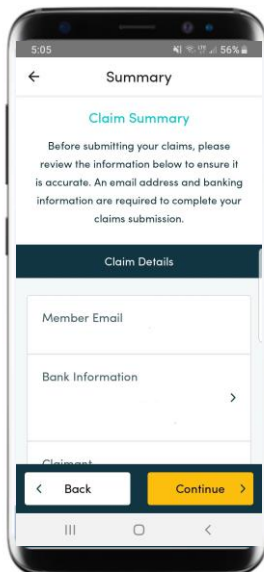 5:05 56%
Summary
Claim Summary
Before submitting your claims, please
review the information below to ensure it
is accurate. An email address and banking
information are required to complete your
claims submission.
Claim Details
Member Email
Bank Information
Claimant
Back Continue